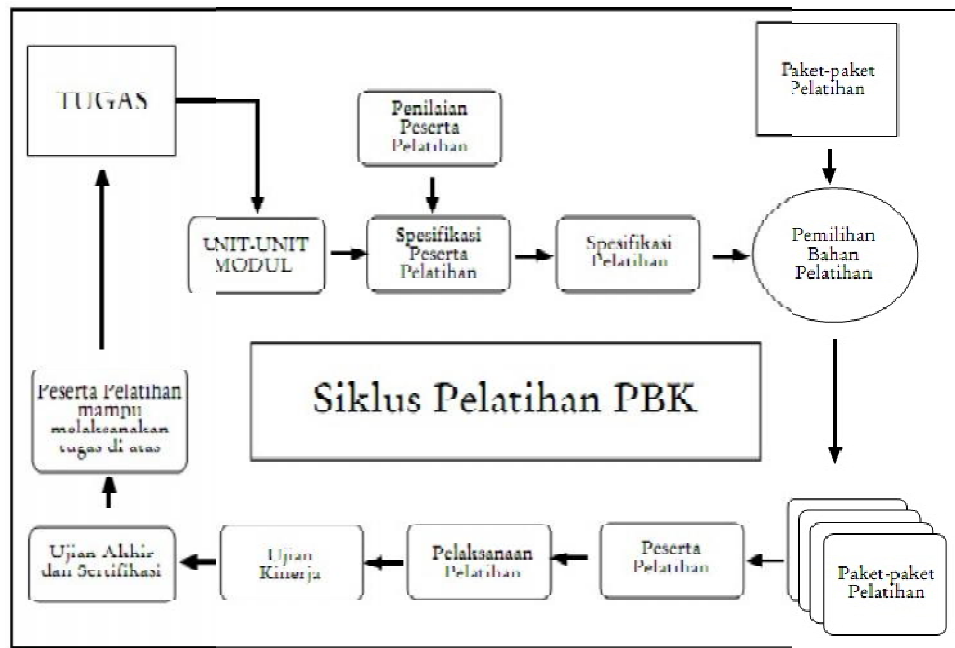 TUGAS
Paket-paket
Pelatihan
Penilaian
Peserta
Pelatihan
UNIT-UNIT
MODUL
Spesifikasi
Peserta
Pelatihan
Spesifikasi
Pelatihan
Pemilihan
Bahan
Pelatihan
Siklus Pelatihan PBK
Peserta Pelatihan
mampu
melaksanakan
tugas di atas
Ujian Akhir
dan Sertifikasi
Ujian
Kinerja
Pelaksanaan
Pelatihan
Peserta
Pelatihan
Paket-paket
Pelatihan